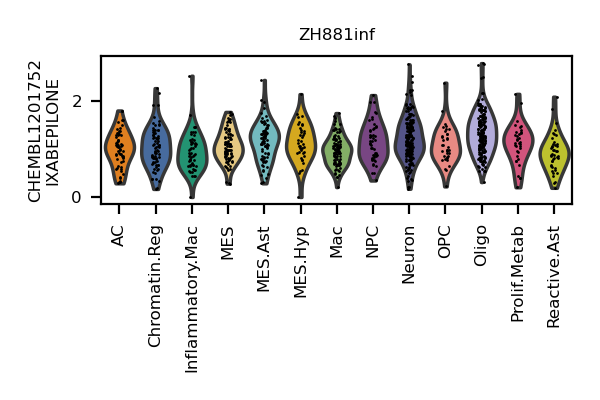 ZH881inf
CHEMBL1201752
IXABEPILONE
2
0
AC
Chromatin.Reg
Inflammatory.Mac
MES
MES.Ast
MES.Hyp
Mac
NPC
Neuron
OPC
Oligo
Prolif.Metab
Reactive.Ast